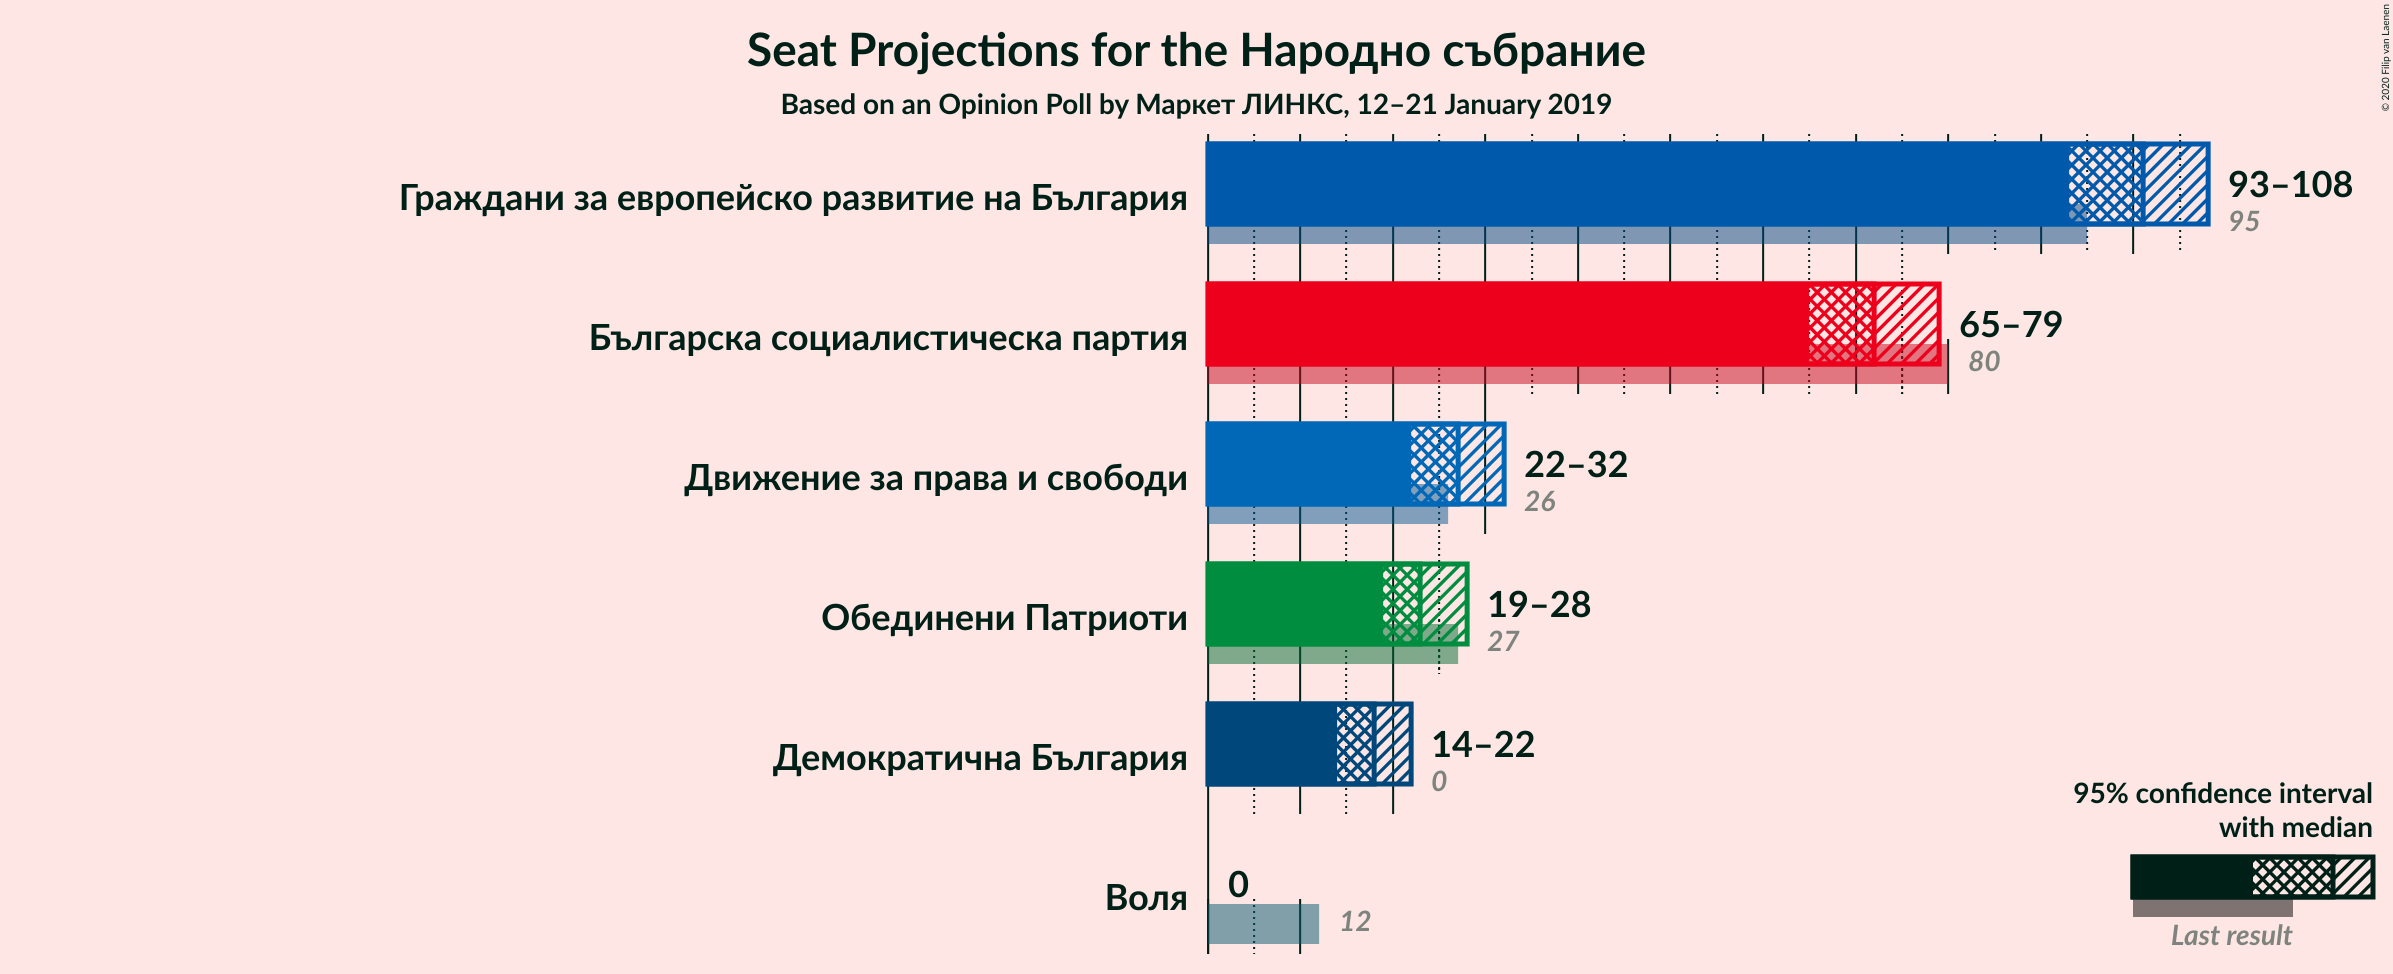 Seat Projections for the Народно събрание
Based on an Opinion Poll by Маркет ЛИНКС, 12–21 January 2019
© 2020 Filip van Laenen
Граждани за европейско развитие на България
93–108
95
Българска социалистическа партия
65–79
80
Движение за права и свободи
22–32
26
Обединени Патриоти
19–28
27
Демократична България
14–22
0
Воля
0
12
95% confidence interval
with median
Last result